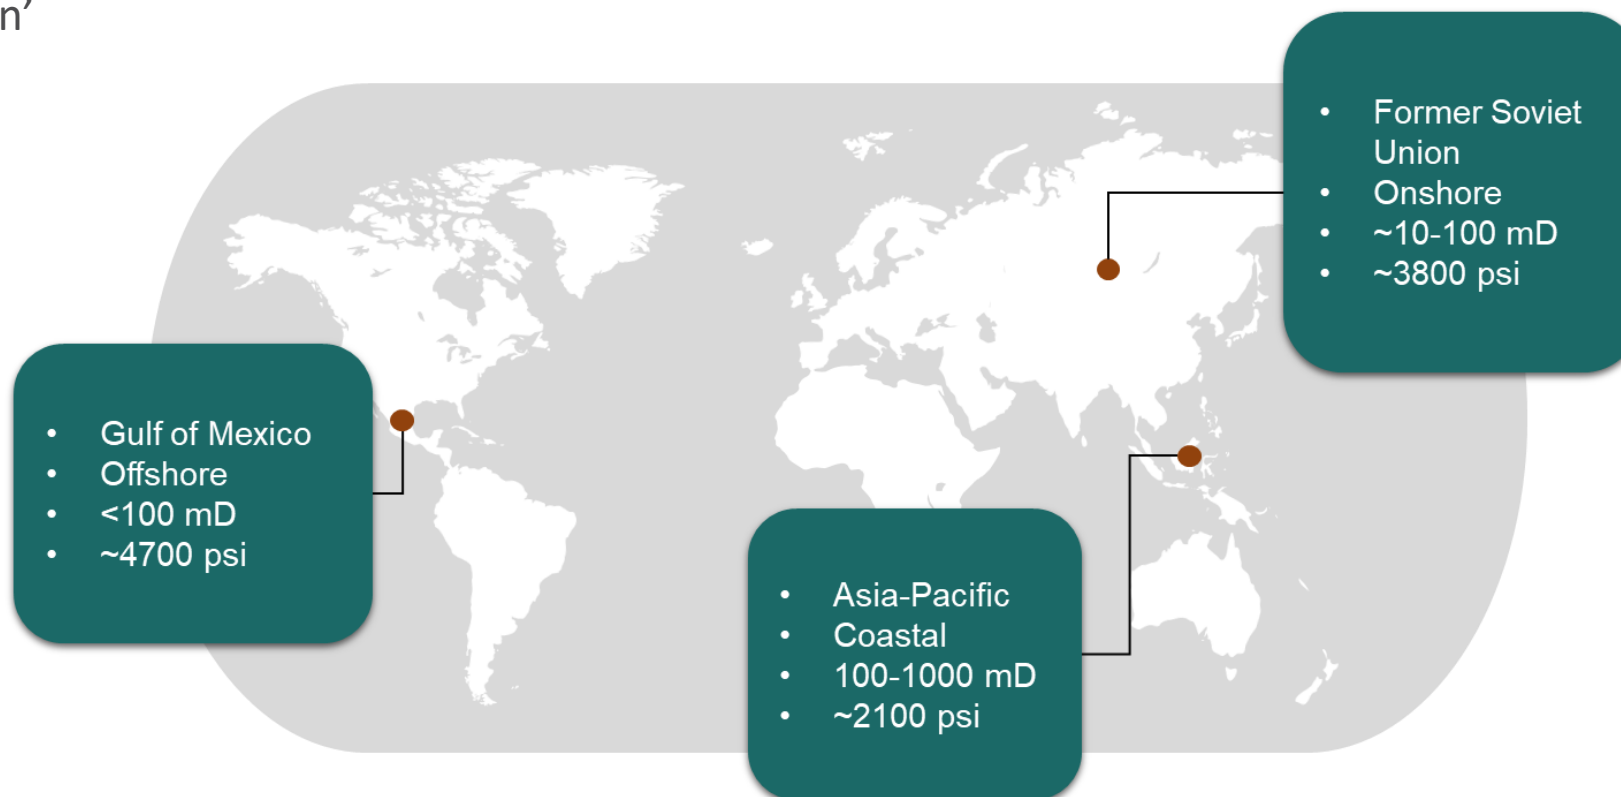 n’
• Former Soviet
Union
• Onshore
• ~10-100 mD
• ~3800 psi
• Gulf of Mexico
• Offshore
• <100 mD
• ~4700 psi
• Asia-Pacific
• Coastal
• 100-1000 mD
• ~2100 psi